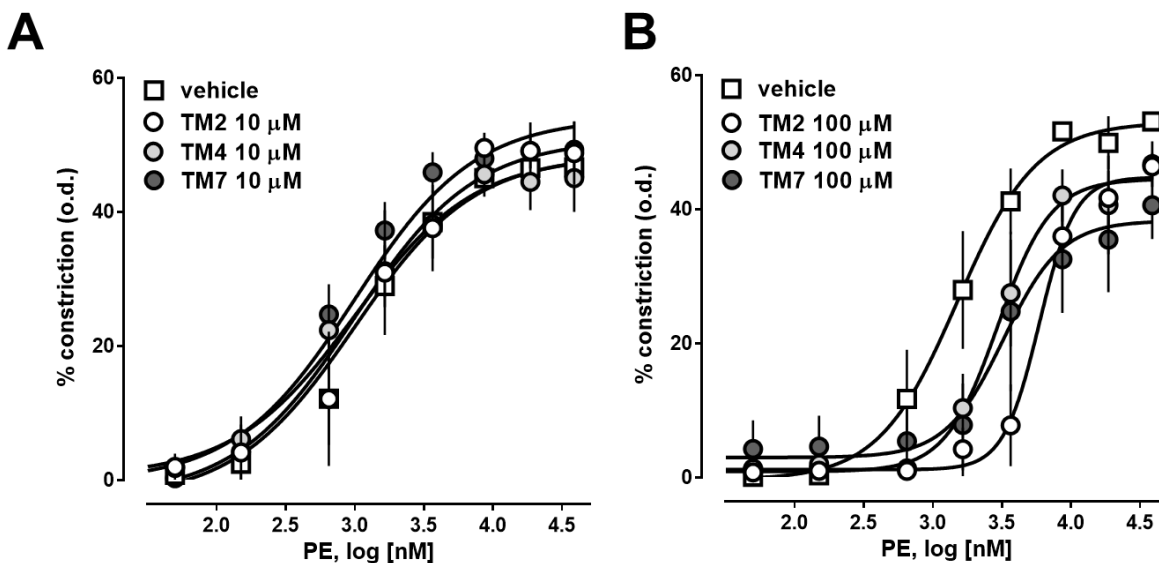 A
% constriction (o.d.)
60
40
20
0
vehicle
TM2 10 μM
TM4 10 μM
TM7 10 μM
2.0 2.5 3.0 3.5 4.0 4.5
PE, log [nM]
B
% constriction (o.d.)
60
40
20
0
vehicle
TM2 100 μM
TM4 100 μM
TM7 100 μM
2.0 2.5 3.0 3.5 4.0 4.5
PE, log [nM]